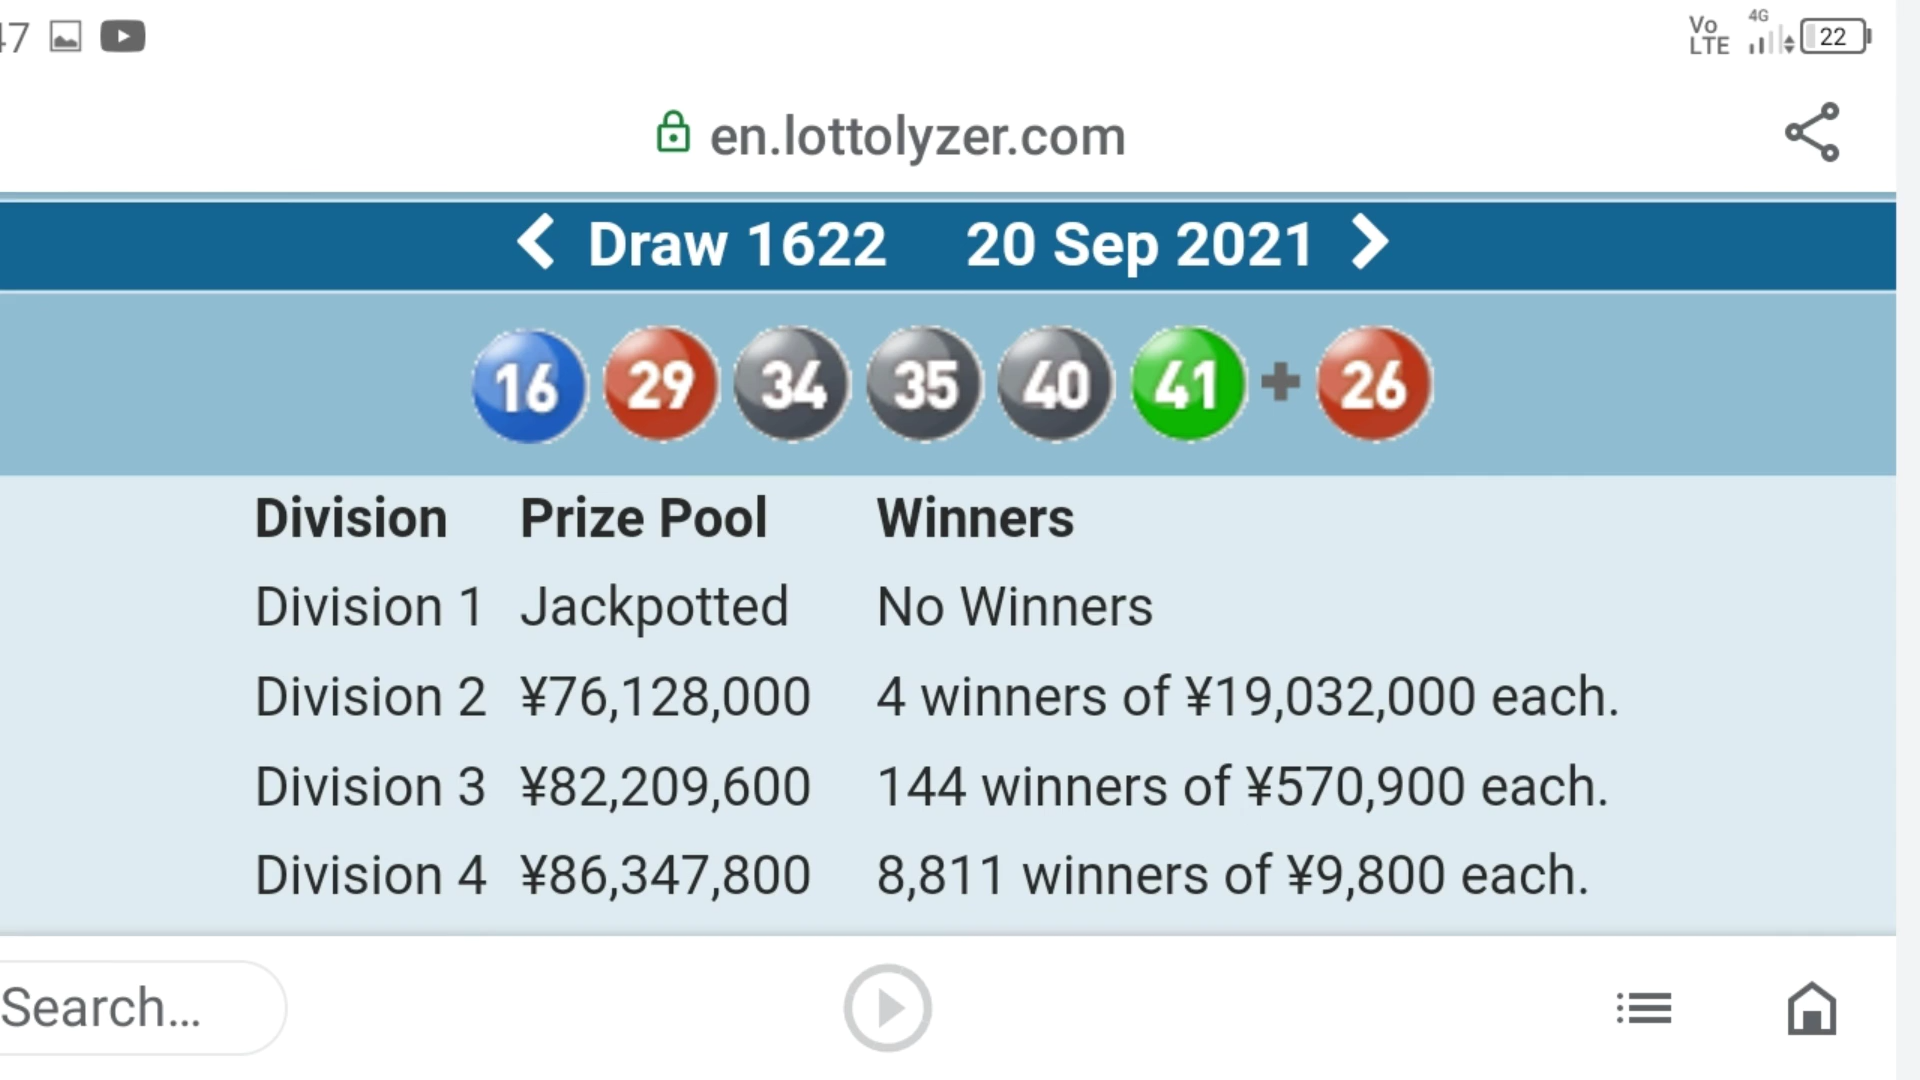 47 Vo LTE 4G 22
en.lottolyzer.com
Draw 1622 20 Sep 2021
16 29 34 35 40 41 + 26
Division Prize Pool Winners
Division 1 Jackpotted No Winners
Division 2 ¥76,128,000 4 winners of ¥19,032,000 each.
Division 3 ¥82,209,600 144 winners of ¥570,900 each.
Division 4 ¥86,347,800 8,811 winners of ¥9,800 each.
Search...